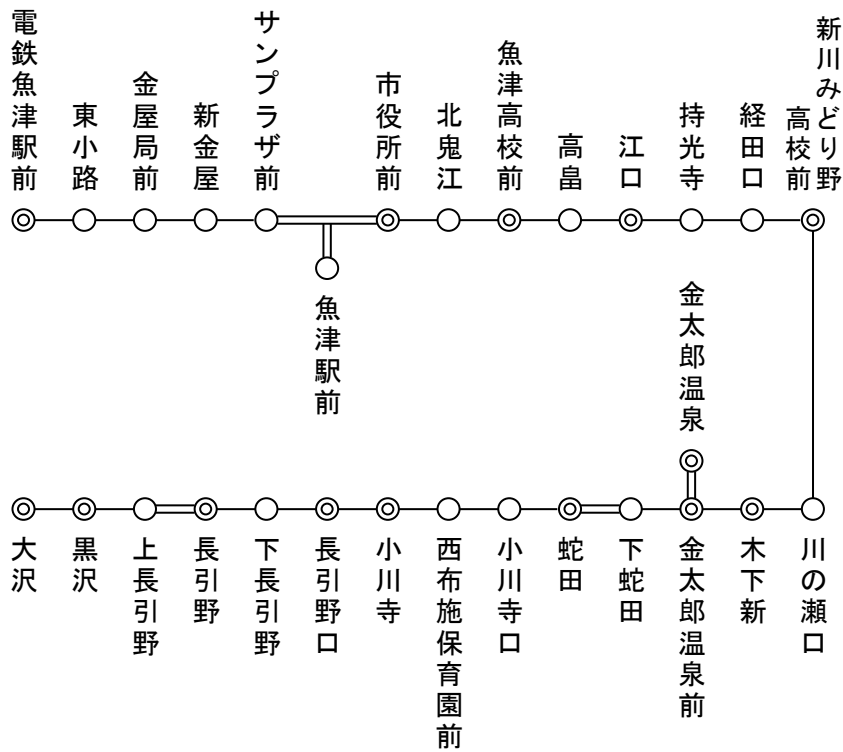 電鉄魚津駅前
東小路
金屋局前
新金屋
サンプラザ前
市役所前
北鬼江
魚津高校前
高畠
江口
持光寺
経田口
新川みどり野
高校前
魚津駅前
金太郎温泉
大沢
黒沢
上長引野
長引野
下長引野
長引野口
小川寺
西布施保育園前
小川寺口
蛇田
下蛇田
金太郎温泉前
木下新
川の瀬口